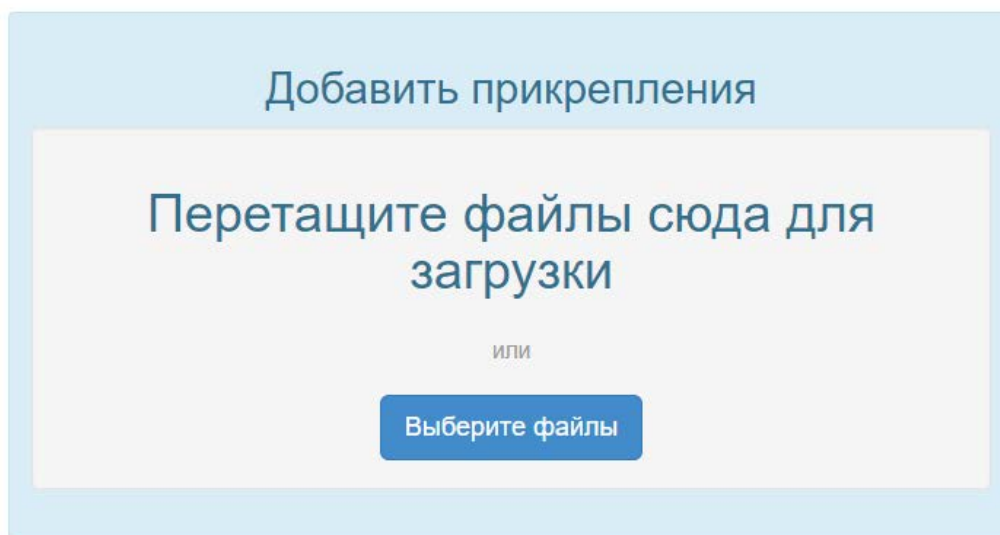 Добавить прикрепления
Перетащите файлы сюда для
загрузки
или
Выберите файлы